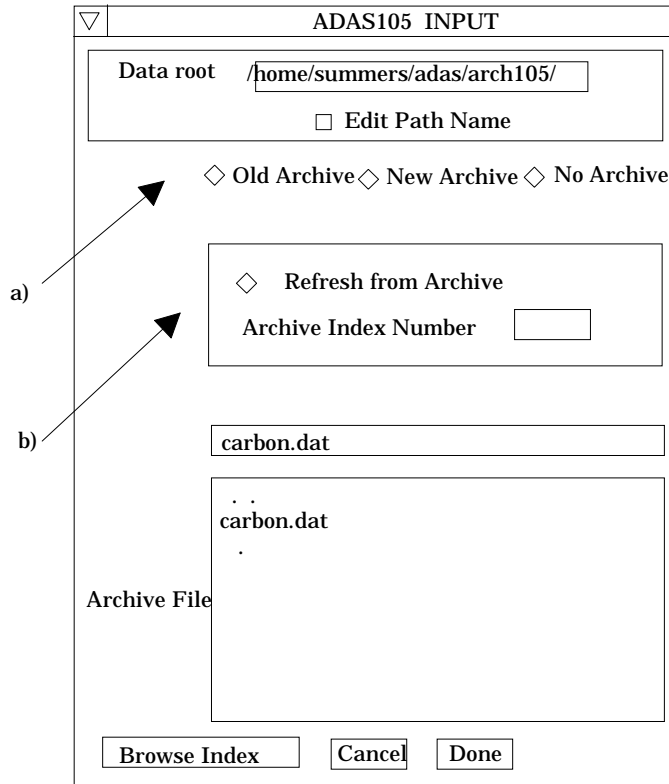 ADAS105 INPUT
Data root /home/summers/adas/arch105/
Edit Path Name
Old Archive New Archive No Archive
a)
Refresh from Archive
Archive Index Number
b)
carbon.dat
. .
carbon.dat
.
Archive File
Browse Index Cancel Done